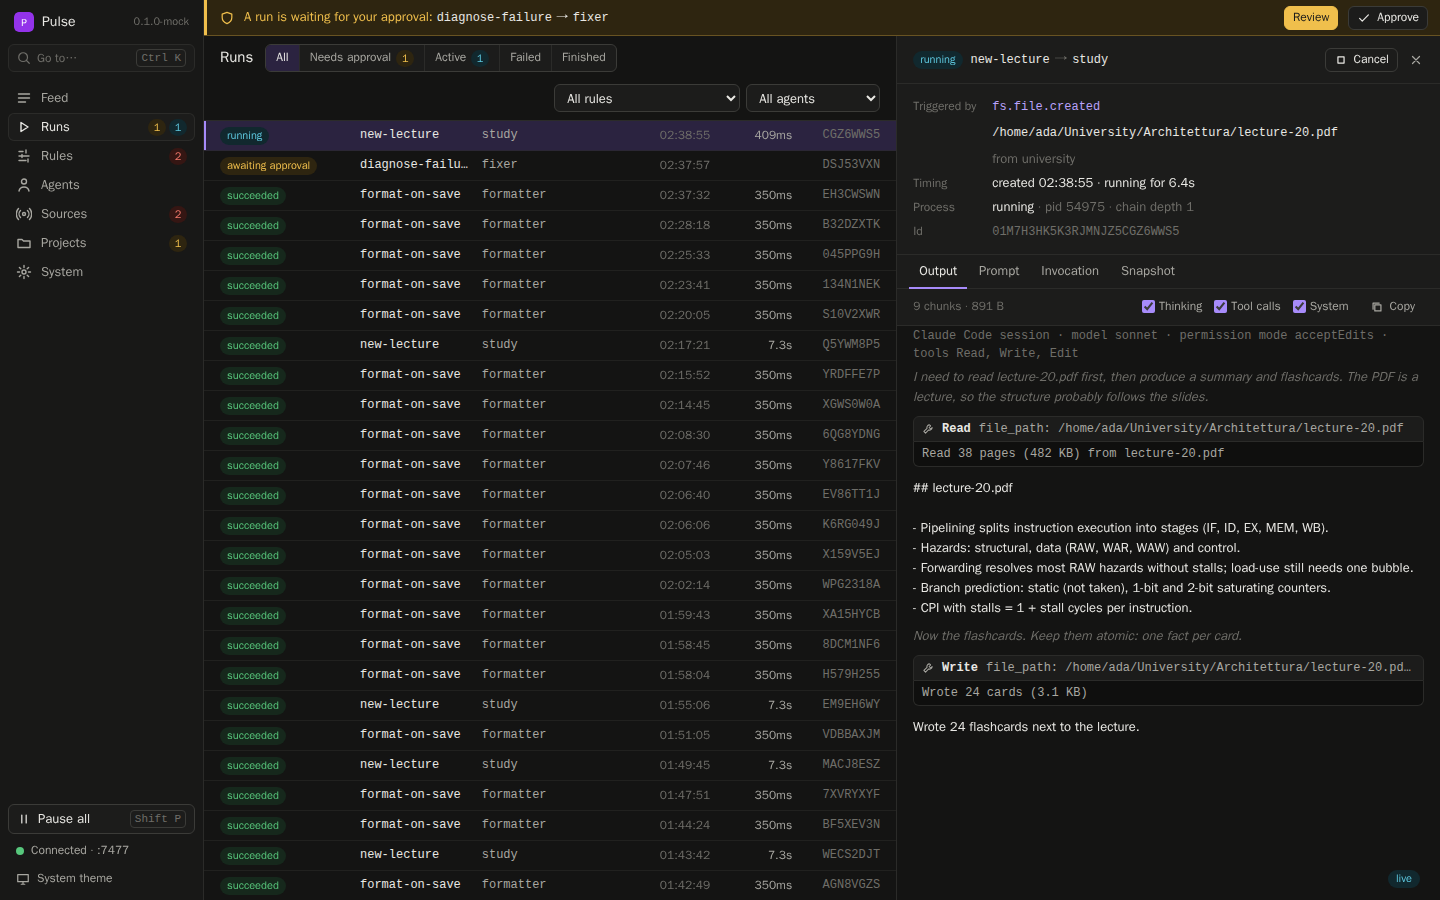 P Pulse 0.1.0-mock
Go to··· Ctrl K
Feed
Runs 1 1
Rules 2
Agents
Sources 2
Projects 1
System
Pause all Shift P
Connected · :7477
System theme
A run is waiting for your approval: diagnose-failure → fixer Review Approve
Runs All Needs approval 1 Active 1 Failed Finished
All rules All agents
running new-lecture study 02:38:55 409ms CGZ6WWS5
awaiting approval diagnose-failu… fixer 02:37:57 DSJ53VXN
succeeded format-on-save formatter 02:37:32 350ms EH3CWSWN
succeeded format-on-save formatter 02:28:18 350ms B32DZXTK
succeeded format-on-save formatter 02:25:33 350ms 045PPG9H
succeeded format-on-save formatter 02:23:41 350ms 134N1NEK
succeeded format-on-save formatter 02:20:05 350ms S10V2XWR
succeeded new-lecture study 02:17:21 7.3s Q5YWM8P5
succeeded format-on-save formatter 02:15:52 350ms YRDFFE7P
succeeded format-on-save formatter 02:14:45 350ms XGWS0W0A
succeeded format-on-save formatter 02:08:30 350ms 6QG8YDNG
succeeded format-on-save formatter 02:07:46 350ms Y8617FKV
succeeded format-on-save formatter 02:06:40 350ms EV86TT1J
succeeded format-on-save formatter 02:06:06 350ms K6RG049J
succeeded format-on-save formatter 02:05:03 350ms X159V5EJ
succeeded format-on-save formatter 02:02:14 350ms WPG2318A
succeeded format-on-save formatter 01:59:43 350ms XA15HYCB
succeeded format-on-save formatter 01:58:45 350ms 8DCM1NF6
succeeded format-on-save formatter 01:58:04 350ms H579H255
succeeded new-lecture study 01:55:06 7.3s EM9EH6WY
succeeded format-on-save formatter 01:51:05 350ms VDBBAXJM
succeeded new-lecture study 01:49:45 7.3s MACJ8ESZ
succeeded format-on-save formatter 01:47:51 350ms 7XVRYXYF
succeeded format-on-save formatter 01:44:24 350ms BF5XEV3N
succeeded new-lecture study 01:43:42 7.3s WECS2DJT
succeeded format-on-save formatter 01:42:49 350ms AGN8VGZS
running new-lecture → study Cancel
Triggered by fs.file.created
/home/ada/University/Architettura/lecture-20.pdf
from university
Timing created 02:38:55 · running for 6.4s
Process running · pid 54975 · chain depth 1
Id 01M7H3HK5K3RJMNJZ5CGZ6WWS5
Output Prompt Invocation Snapshot
9 chunks · 891 B Thinking Tool calls System Copy
Claude Code session · model sonnet · permission mode acceptEdits ·
tools Read, Write, Edit
I need to read lecture-20.pdf first, then produce a summary and flashcards. The PDF is a
lecture, so the structure probably follows the slides.
Read file_path: /home/ada/University/Architettura/lecture-20.pdf
Read 38 pages (482 KB) from lecture-20.pdf
## lecture-20.pdf
- Pipelining splits instruction execution into stages (IF, ID, EX, MEM, WB).
- Hazards: structural, data (RAW, WAR, WAW) and control.
- Forwarding resolves most RAW hazards without stalls; load-use still needs one bubble.
- Branch prediction: static (not taken), 1-bit and 2-bit saturating counters.
- CPI with stalls = 1 + stall cycles per instruction.
Now the flashcards. Keep them atomic: one fact per card.
Write file_path: /home/ada/University/Architettura/lecture-20.pd…
Wrote 24 cards (3.1 KB)
Wrote 24 flashcards next to the lecture.
live